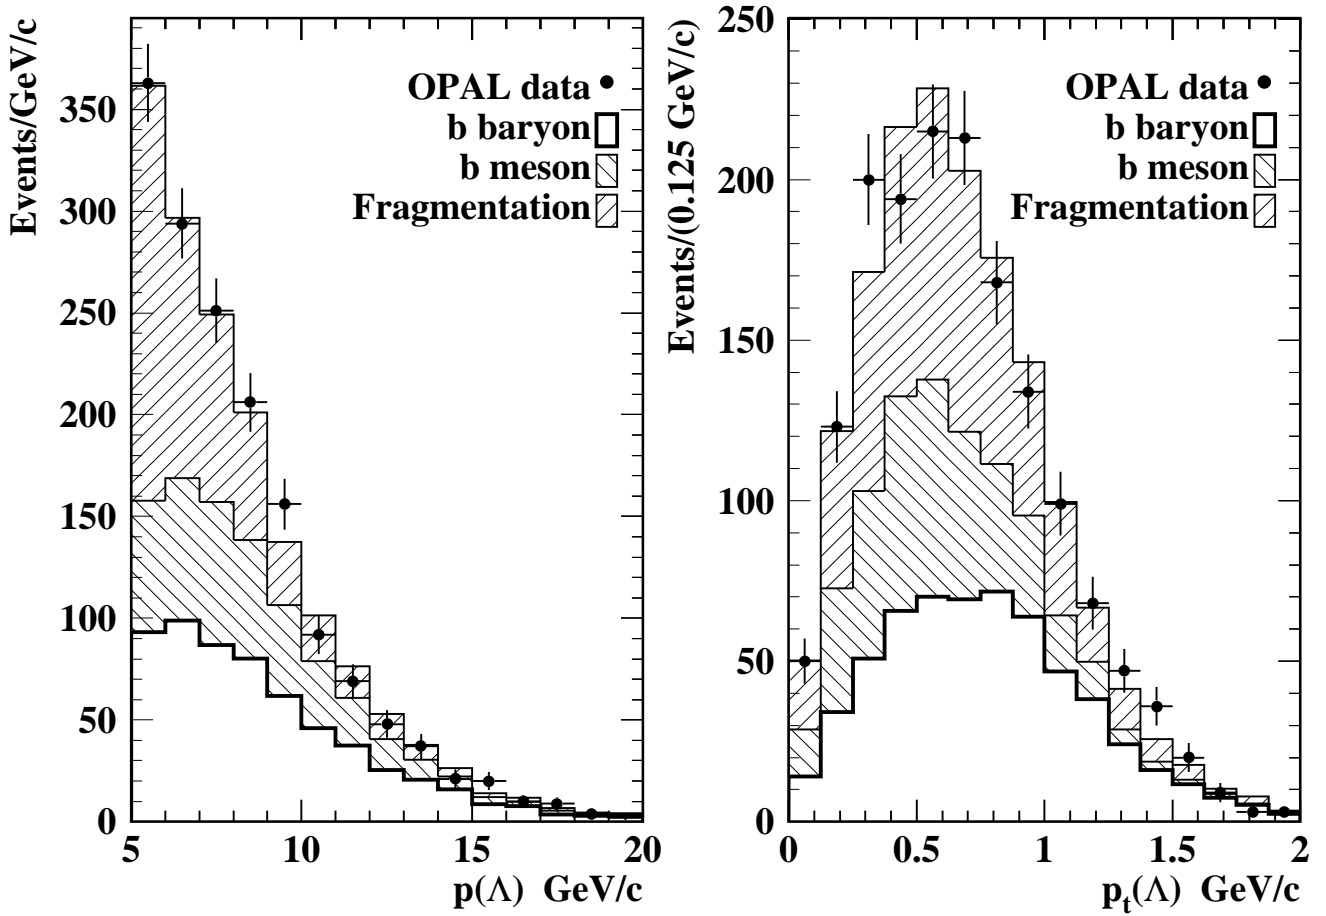 Events/GeV/c
350
300
250
200
150
100
50
0
OPAL data
b baryon
b meson
Fragmentation
5
10
15
20
p(Λ) GeV/c
Events/(0.125 GeV/c)
250
200
150
100
50
0
OPAL data
b baryon
b meson
Fragmentation
0
0.5
1
1.5
2
pt(Λ) GeV/c